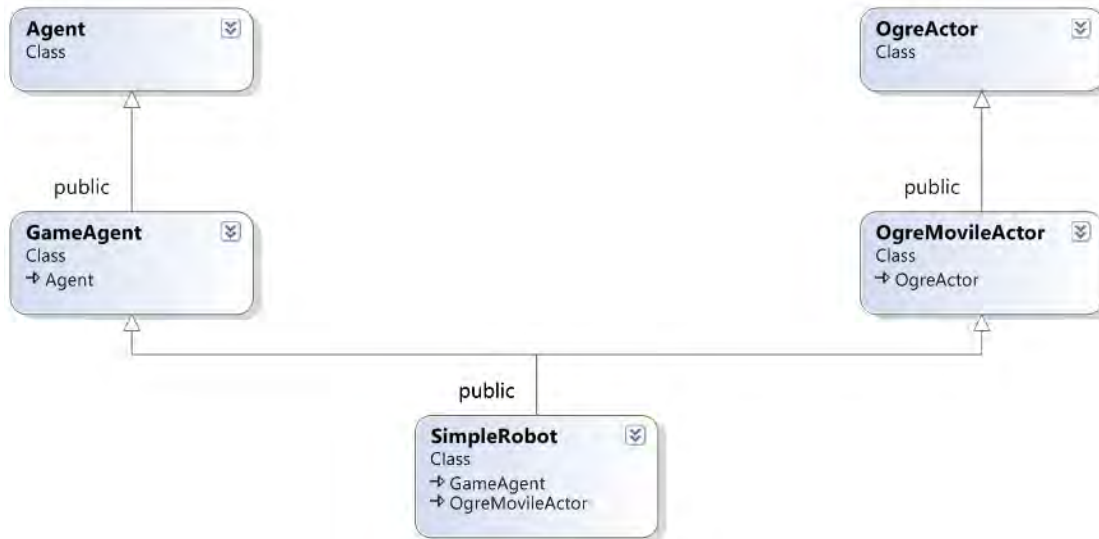 Agent
Class
OgreActor
Class
public
public
GameAgent
Class
Agent
OgreMovileActor
Class
OgreActor
public
SimpleRobot
Class
GameAgent
OgreMovileActor